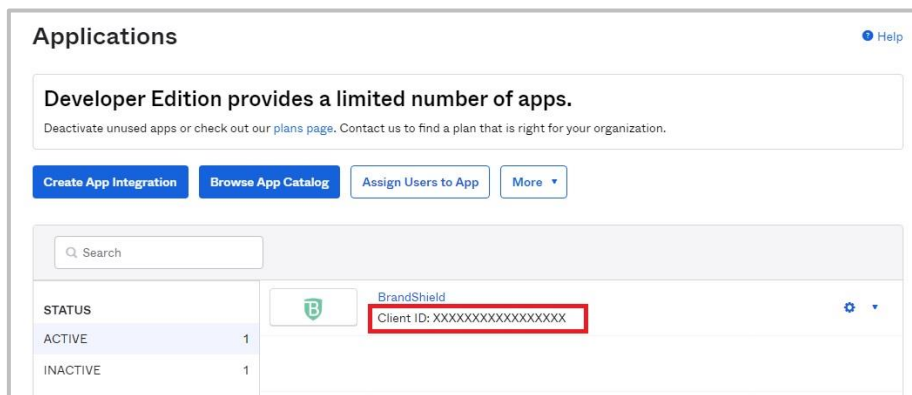 Applications
Help
Developer Edition provides a limited number of apps.
Deactivate unused apps or check out our plans page. Contact us to find a plan that is right for your organization.
Create App Integration Browse App Catalog Assign Users to App More
Search
STATUS
ACTIVE 1
INACTIVE 1
BrandShield
Client ID: XXXXXXXXXXXXXXXXX